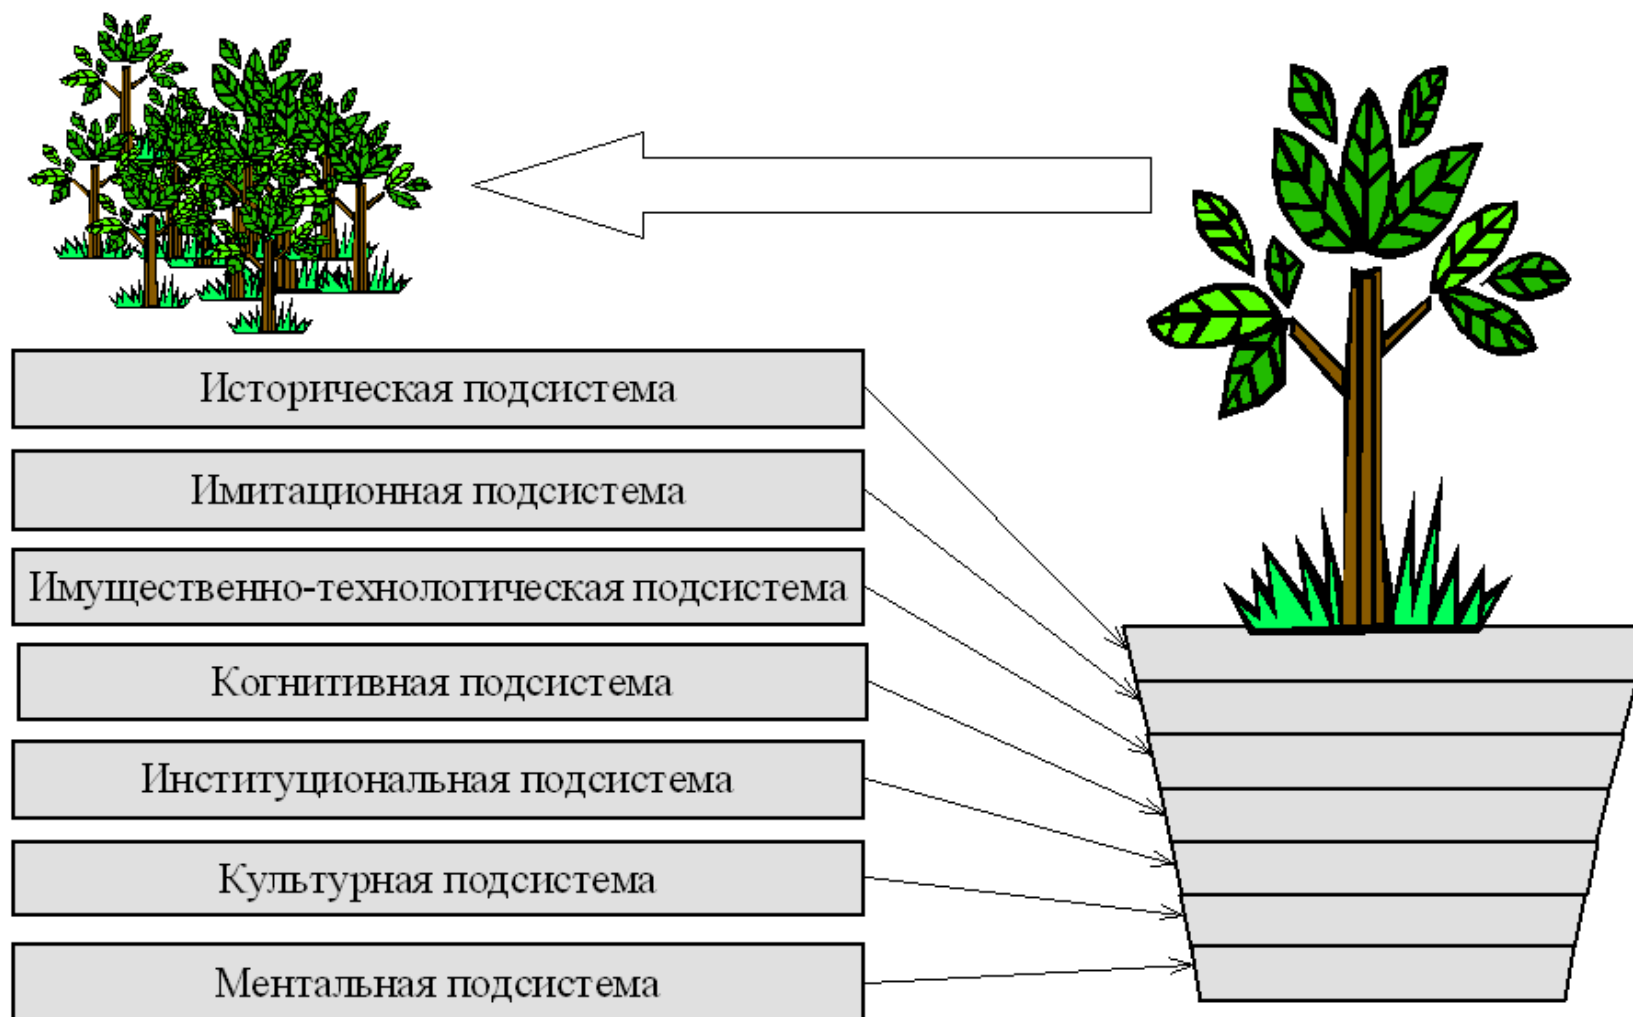 Историческая подсистема
Имитационная подсистема
Имущественно-технологическая подсистема
Когнитивная подсистема
Институциональная подсистема
Культурная подсистема
Ментальная подсистема